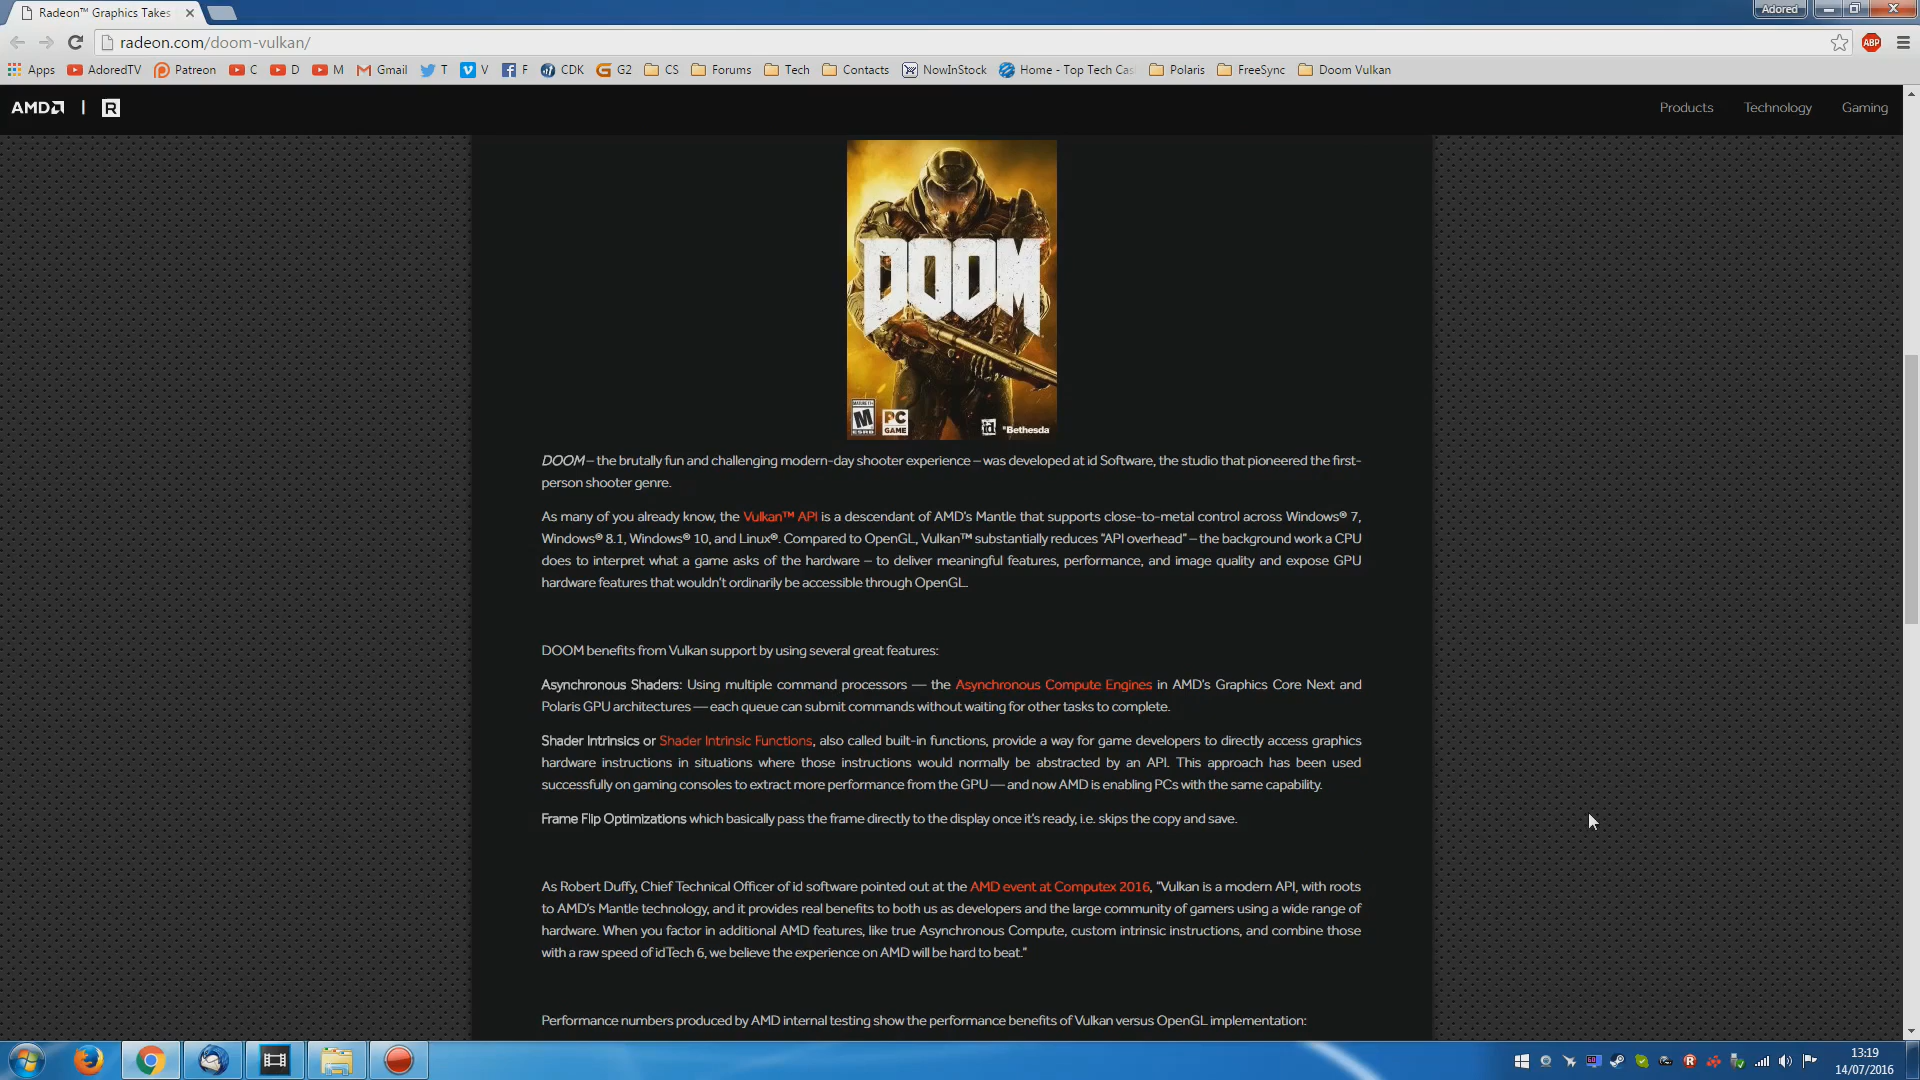 Radeon™ Graphics Takes
Adored
radeon.com/doom-vulkan/
ABP
Apps AdoredTV Patreon C D M Gmail T V F CDK G2 CS Forums Tech Contacts NowInStock Home - Top Tech Cas Polaris FreeSync Doom Vulkan
AMD | R
Products Technology Gaming
DOOM
MATURE 17+
M
ESRB
PC
GAME
id
Bethesda
DOOM – the brutally fun and challenging modern-day shooter experience – was developed at id Software, the studio that pioneered the first-
person shooter genre.
As many of you already know, the Vulkan™ API is a descendant of AMD's Mantle that supports close-to-metal control across Windows® 7,
Windows® 8.1, Windows® 10, and Linux®. Compared to OpenGL, Vulkan™ substantially reduces "API overhead" – the background work a CPU
does to interpret what a game asks of the hardware – to deliver meaningful features, performance, and image quality and expose GPU
hardware features that wouldn't ordinarily be accessible through OpenGL.
DOOM benefits from Vulkan support by using several great features:
Asynchronous Shaders: Using multiple command processors — the Asynchronous Compute Engines in AMD's Graphics Core Next and
Polaris GPU architectures — each queue can submit commands without waiting for other tasks to complete.
Shader Intrinsics or Shader Intrinsic Functions, also called built-in functions, provide a way for game developers to directly access graphics
hardware instructions in situations where those instructions would normally be abstracted by an API. This approach has been used
successfully on gaming consoles to extract more performance from the GPU — and now AMD is enabling PCs with the same capability.
Frame Flip Optimizations which basically pass the frame directly to the display once it's ready, i.e. skips the copy and save.
As Robert Duffy, Chief Technical Officer of id software pointed out at the AMD event at Computex 2016, "Vulkan is a modern API, with roots
to AMD's Mantle technology, and it provides real benefits to both us as developers and the large community of gamers using a wide range of
hardware. When you factor in additional AMD features, like true Asynchronous Compute, custom intrinsic instructions, and combine those
with a raw speed of idTech 6, we believe the experience on AMD will be hard to beat."
Performance numbers produced by AMD internal testing show the performance benefits of Vulkan versus OpenGL implementation:
13:19
14/07/2016